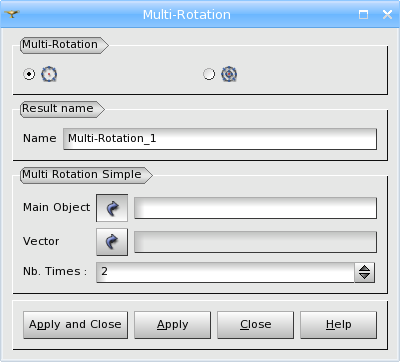 Multi-Rotation
Multi-Rotation
Result name
Name Multi-Rotation_1
Multi Rotation Simple
Main Object
Vector
Nb. Times : 2
Apply and Close Apply Close Help